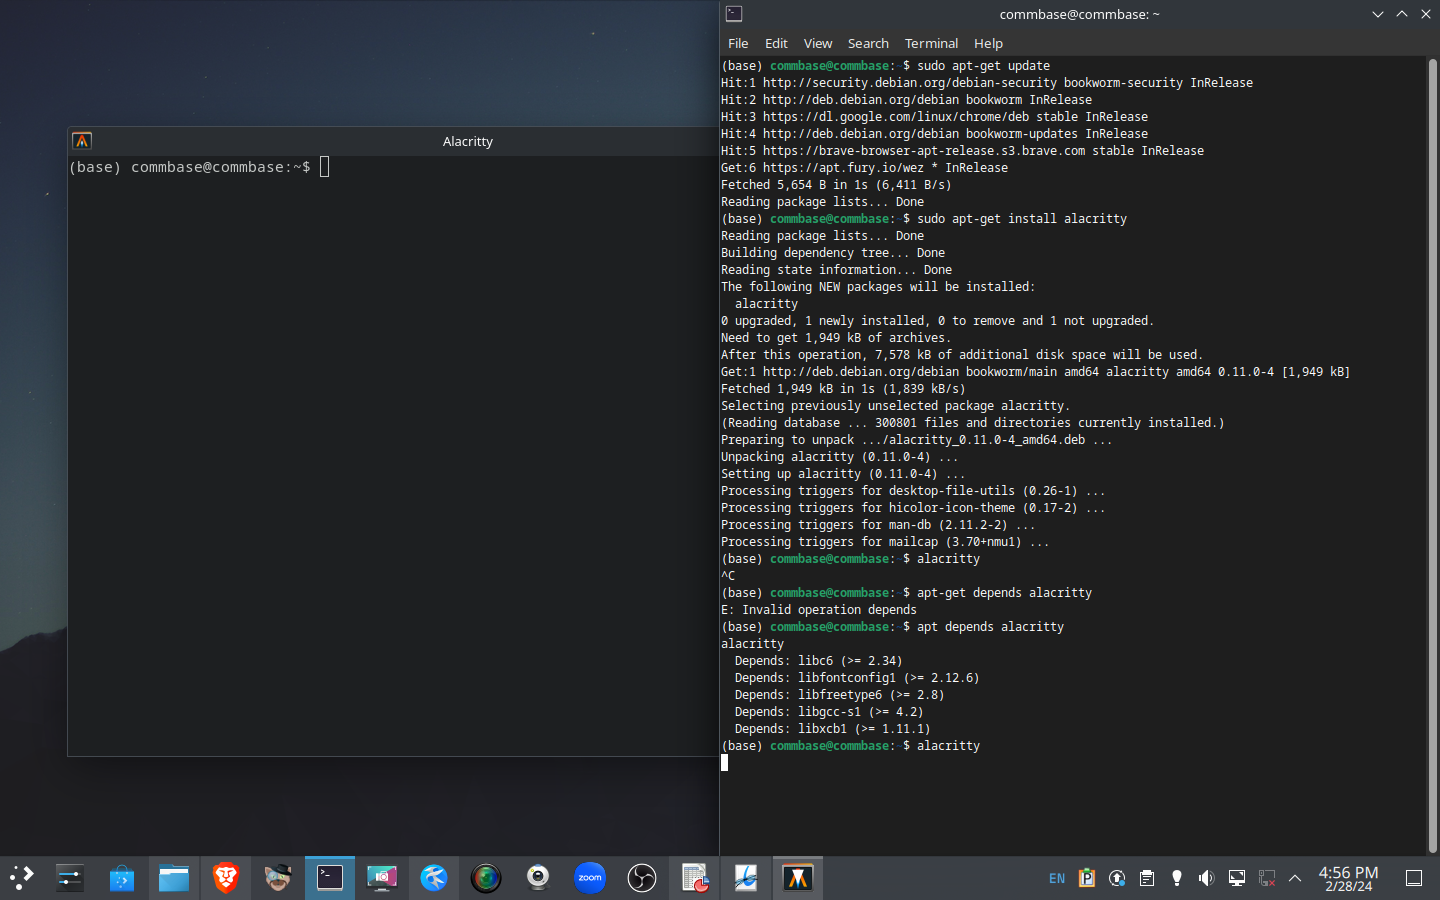 Alacritty
(base) commbase@commbase:~$
commbase@commbase: ~
File Edit View Search Terminal Help
(base) commbase@commbase:~$ sudo apt-get update
Hit:1 http://security.debian.org/debian-security bookworm-security InRelease
Hit:2 http://deb.debian.org/debian bookworm InRelease
Hit:3 https://dl.google.com/linux/chrome/deb stable InRelease
Hit:4 http://deb.debian.org/debian bookworm-updates InRelease
Hit:5 https://brave-browser-apt-release.s3.brave.com stable InRelease
Get:6 https://apt.fury.io/wez * InRelease
Fetched 5,654 B in 1s (6,411 B/s)
Reading package lists... Done
(base) commbase@commbase:~$ sudo apt-get install alacritty
Reading package lists... Done
Building dependency tree... Done
Reading state information... Done
The following NEW packages will be installed:
  alacritty
0 upgraded, 1 newly installed, 0 to remove and 1 not upgraded.
Need to get 1,949 kB of archives.
After this operation, 7,578 kB of additional disk space will be used.
Get:1 http://deb.debian.org/debian bookworm/main amd64 alacritty amd64 0.11.0-4 [1,949 kB]
Fetched 1,949 kB in 1s (1,839 kB/s)
Selecting previously unselected package alacritty.
(Reading database ... 300801 files and directories currently installed.)
Preparing to unpack .../alacritty_0.11.0-4_amd64.deb ...
Unpacking alacritty (0.11.0-4) ...
Setting up alacritty (0.11.0-4) ...
Processing triggers for desktop-file-utils (0.26-1) ...
Processing triggers for hicolor-icon-theme (0.17-2) ...
Processing triggers for man-db (2.11.2-2) ...
Processing triggers for mailcap (3.70+nmu1) ...
(base) commbase@commbase:~$ alacritty
^C
(base) commbase@commbase:~$ apt-get depends alacritty
E: Invalid operation depends
(base) commbase@commbase:~$ apt depends alacritty
alacritty
  Depends: libc6 (>= 2.34)
  Depends: libfontconfig1 (>= 2.12.6)
  Depends: libfreetype6 (>= 2.8)
  Depends: libgcc-s1 (>= 4.2)
  Depends: libxcb1 (>= 1.11.1)
(base) commbase@commbase:~$ alacritty
zoom
EN
4:56 PM
2/28/24